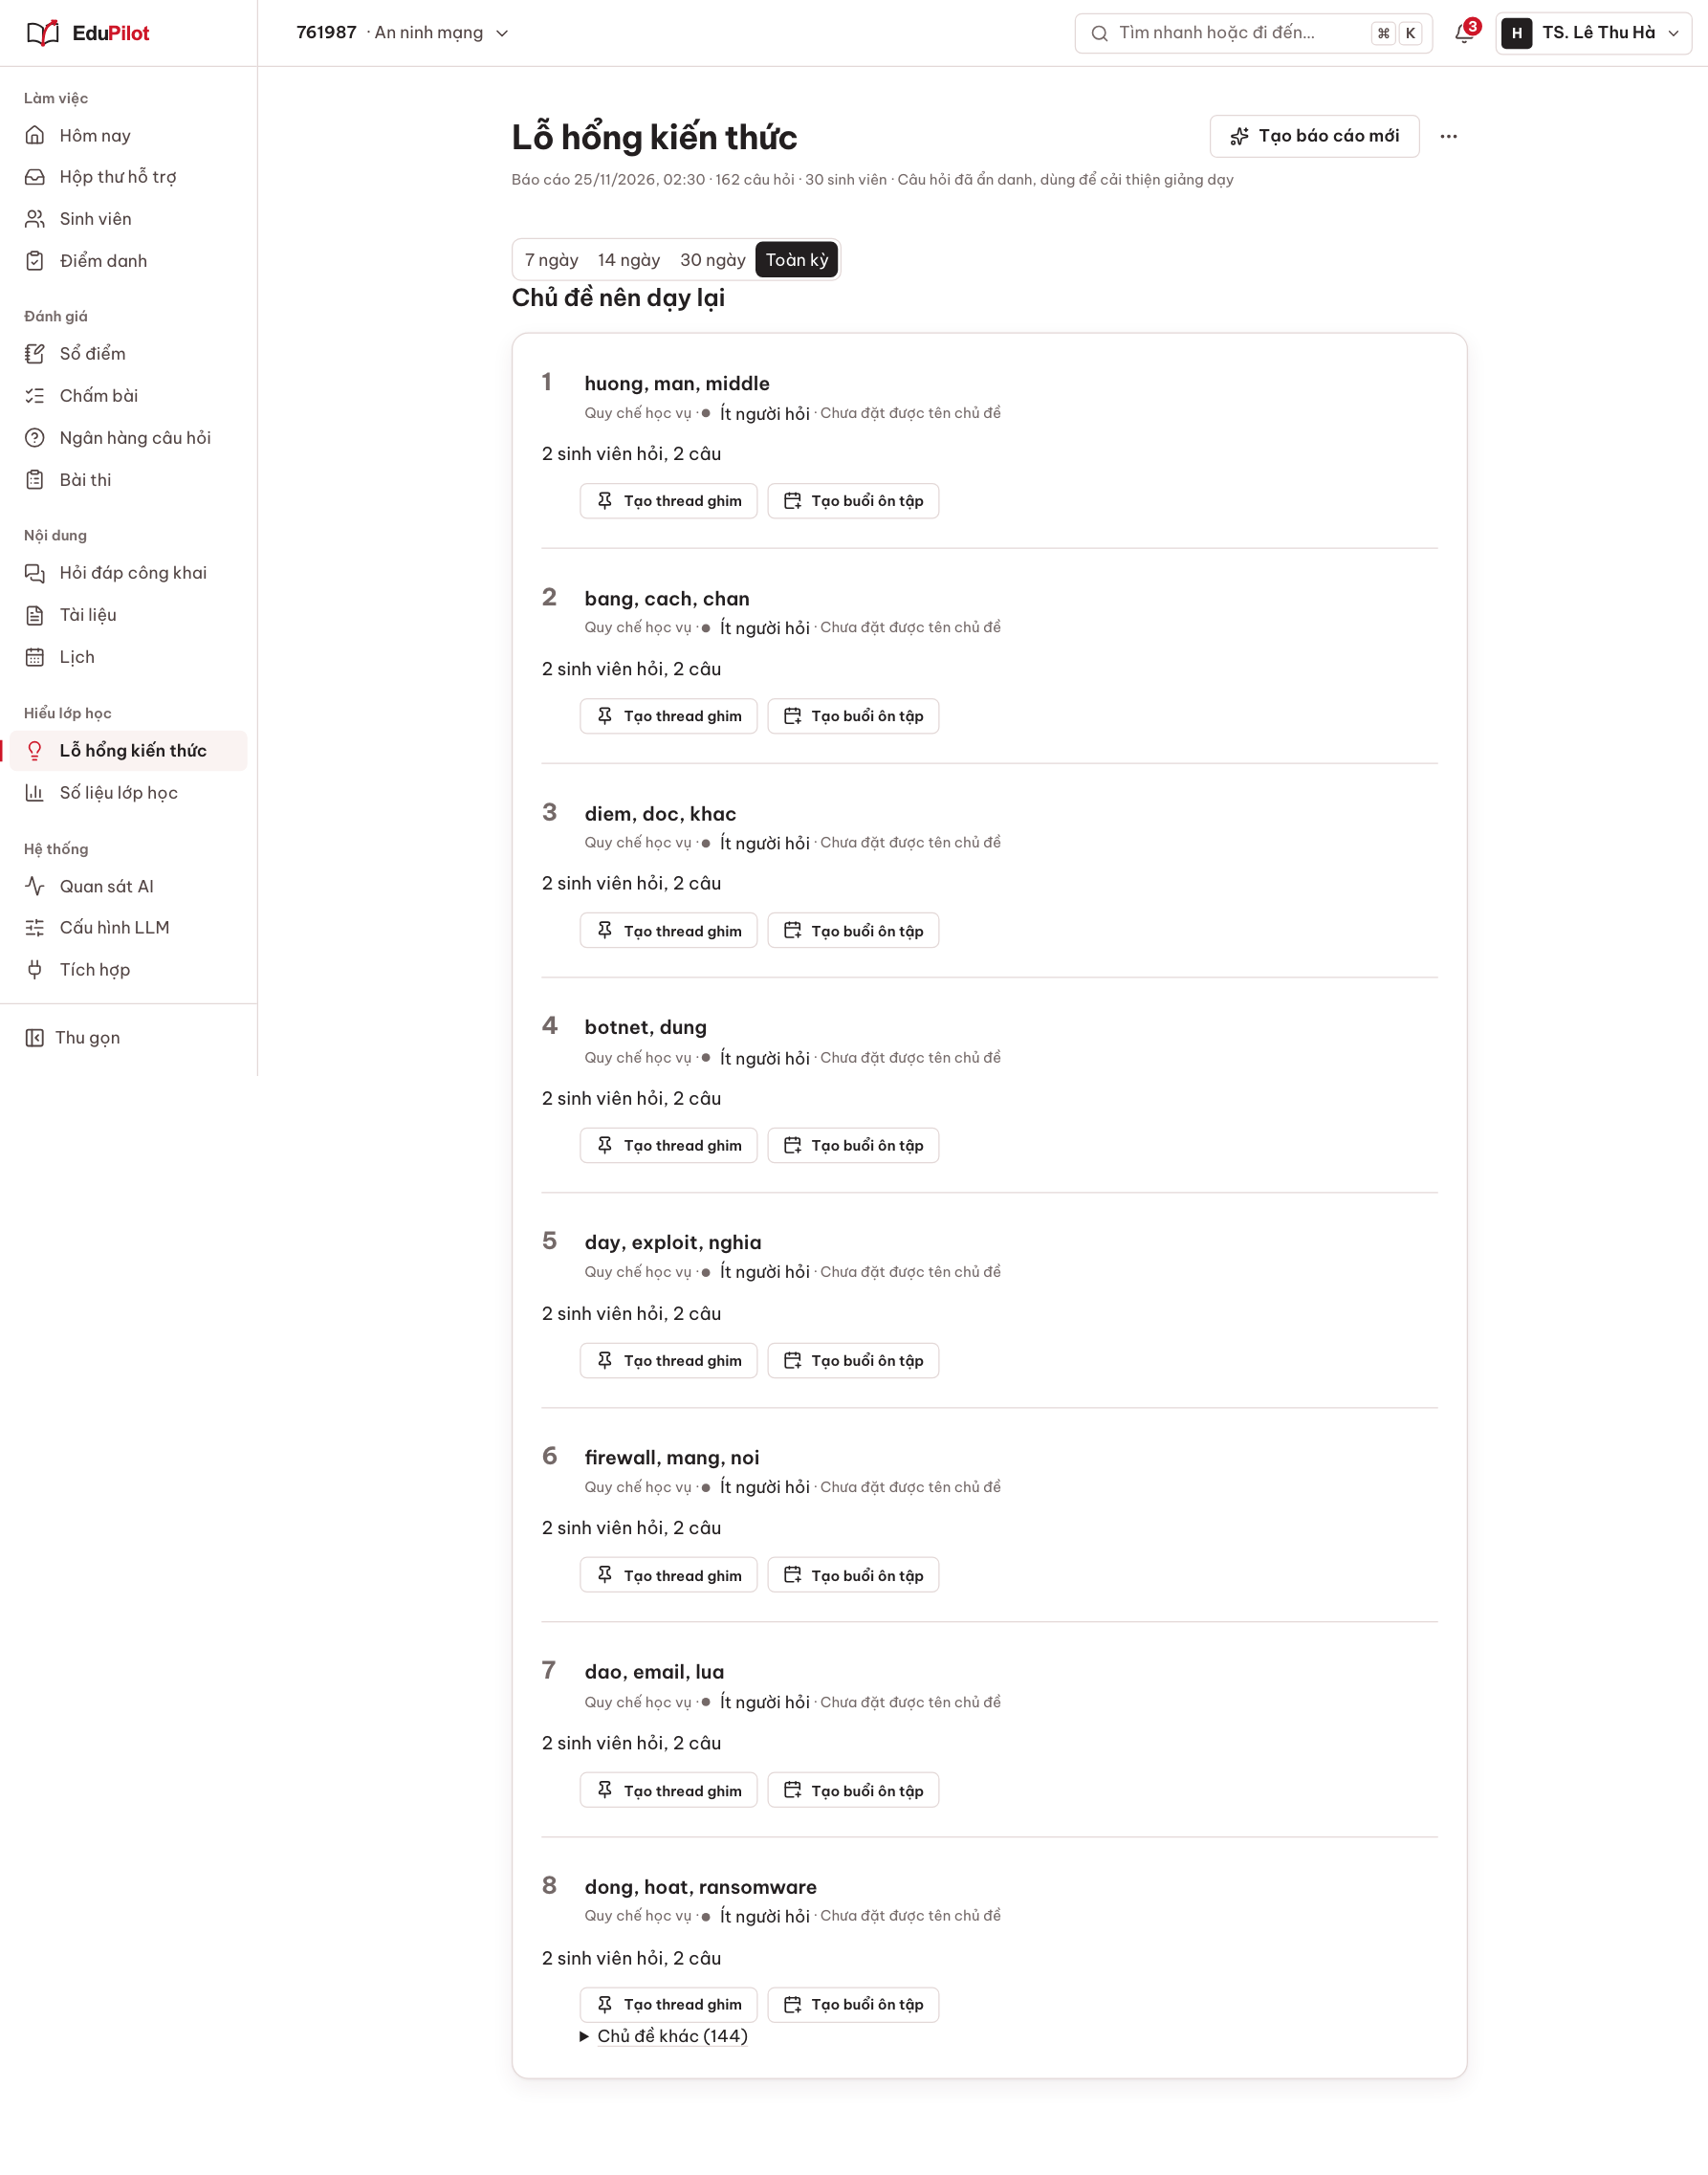 EduPilot
761987 · An ninh mạng
Tìm nhanh hoặc đi đến... ⌘ K
3
H TS. Lê Thu Hà
Làm việc
Hôm nay
Hộp thư hỗ trợ
Sinh viên
Điểm danh
Đánh giá
Sổ điểm
Chấm bài
Ngân hàng câu hỏi
Bài thi
Nội dung
Hỏi đáp công khai
Tài liệu
Lịch
Hiểu lớp học
Lỗ hổng kiến thức
Số liệu lớp học
Hệ thống
Quan sát AI
Cấu hình LLM
Tích hợp
Thu gọn
Lỗ hổng kiến thức
Tạo báo cáo mới
Báo cáo 25/11/2026, 02:30 · 162 câu hỏi · 30 sinh viên · Câu hỏi đã ẩn danh, dùng để cải thiện giảng dạy
7 ngày 14 ngày 30 ngày Toàn kỳ
Chủ đề nên dạy lại
1 huong, man, middle
Quy chế học vụ · ● Ít người hỏi · Chưa đặt được tên chủ đề
2 sinh viên hỏi, 2 câu
Tạo thread ghim Tạo buổi ôn tập
2 bang, cach, chan
Quy chế học vụ · ● Ít người hỏi · Chưa đặt được tên chủ đề
2 sinh viên hỏi, 2 câu
Tạo thread ghim Tạo buổi ôn tập
3 diem, doc, khac
Quy chế học vụ · ● Ít người hỏi · Chưa đặt được tên chủ đề
2 sinh viên hỏi, 2 câu
Tạo thread ghim Tạo buổi ôn tập
4 botnet, dung
Quy chế học vụ · ● Ít người hỏi · Chưa đặt được tên chủ đề
2 sinh viên hỏi, 2 câu
Tạo thread ghim Tạo buổi ôn tập
5 day, exploit, nghia
Quy chế học vụ · ● Ít người hỏi · Chưa đặt được tên chủ đề
2 sinh viên hỏi, 2 câu
Tạo thread ghim Tạo buổi ôn tập
6 firewall, mang, noi
Quy chế học vụ · ● Ít người hỏi · Chưa đặt được tên chủ đề
2 sinh viên hỏi, 2 câu
Tạo thread ghim Tạo buổi ôn tập
7 dao, email, lua
Quy chế học vụ · ● Ít người hỏi · Chưa đặt được tên chủ đề
2 sinh viên hỏi, 2 câu
Tạo thread ghim Tạo buổi ôn tập
8 dong, hoat, ransomware
Quy chế học vụ · ● Ít người hỏi · Chưa đặt được tên chủ đề
2 sinh viên hỏi, 2 câu
Tạo thread ghim Tạo buổi ôn tập
▶ Chủ đề khác (144)